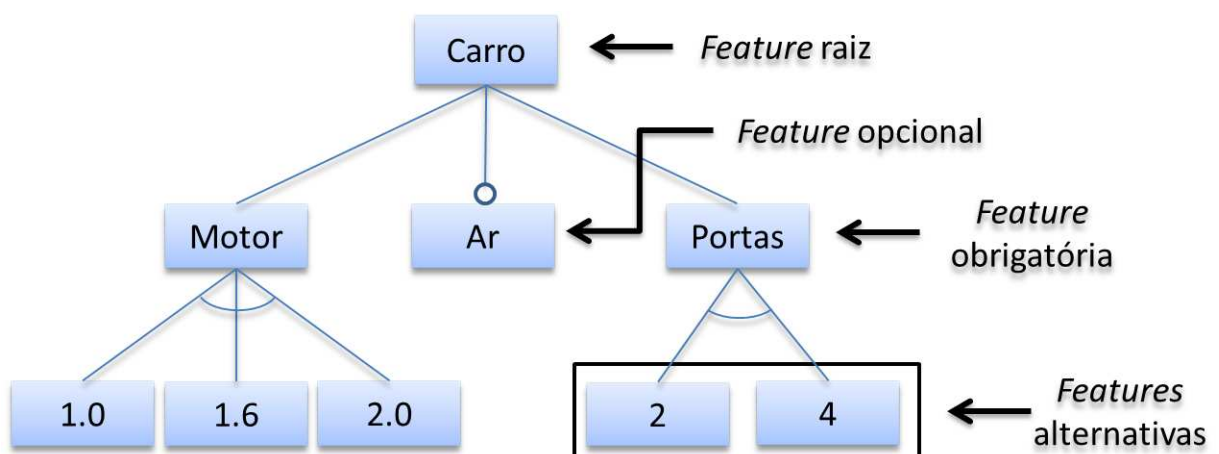 Carro
Feature raiz
Feature opcional
Motor
Ar
Portas
Feature
obrigatória
1.0
1.6
2.0
2
4
Features
alternativas